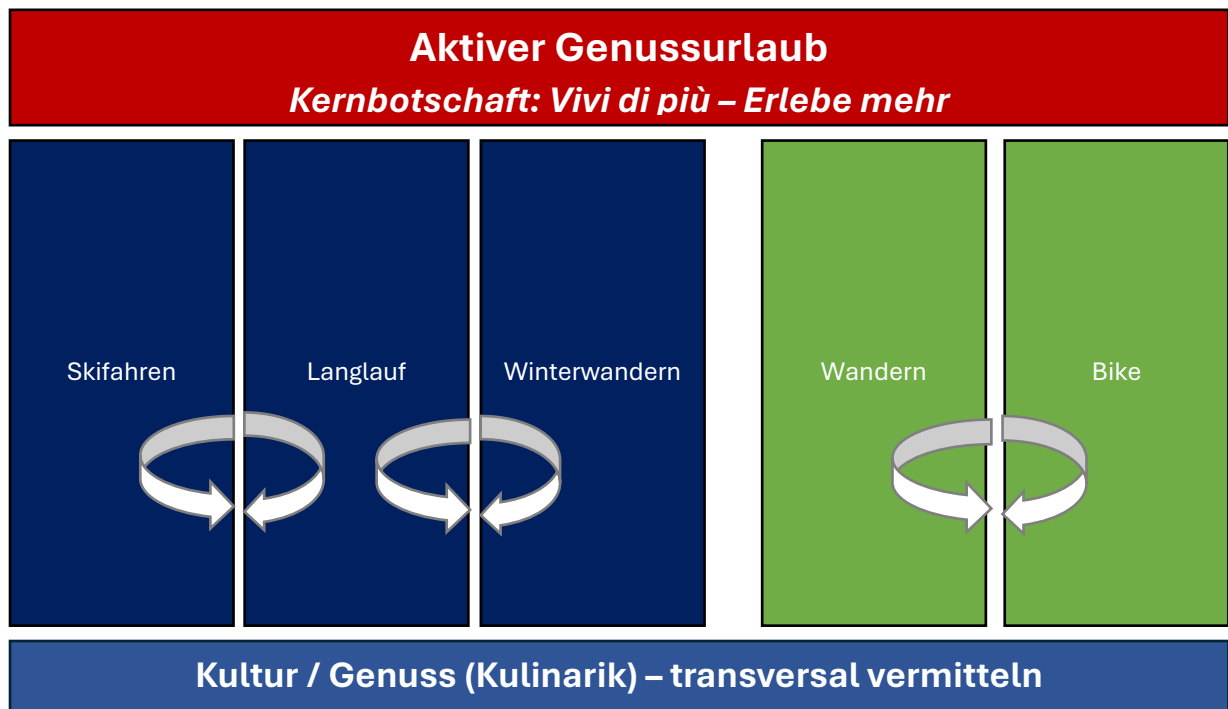 Aktiver Genussurlaub
Kernbotschaft: Vivi di più – Erlebe mehr
Skifahren
Langlauf
Winterwandern
Wandern
Bike
Kultur / Genuss (Kulinarik) – transversal vermitteln